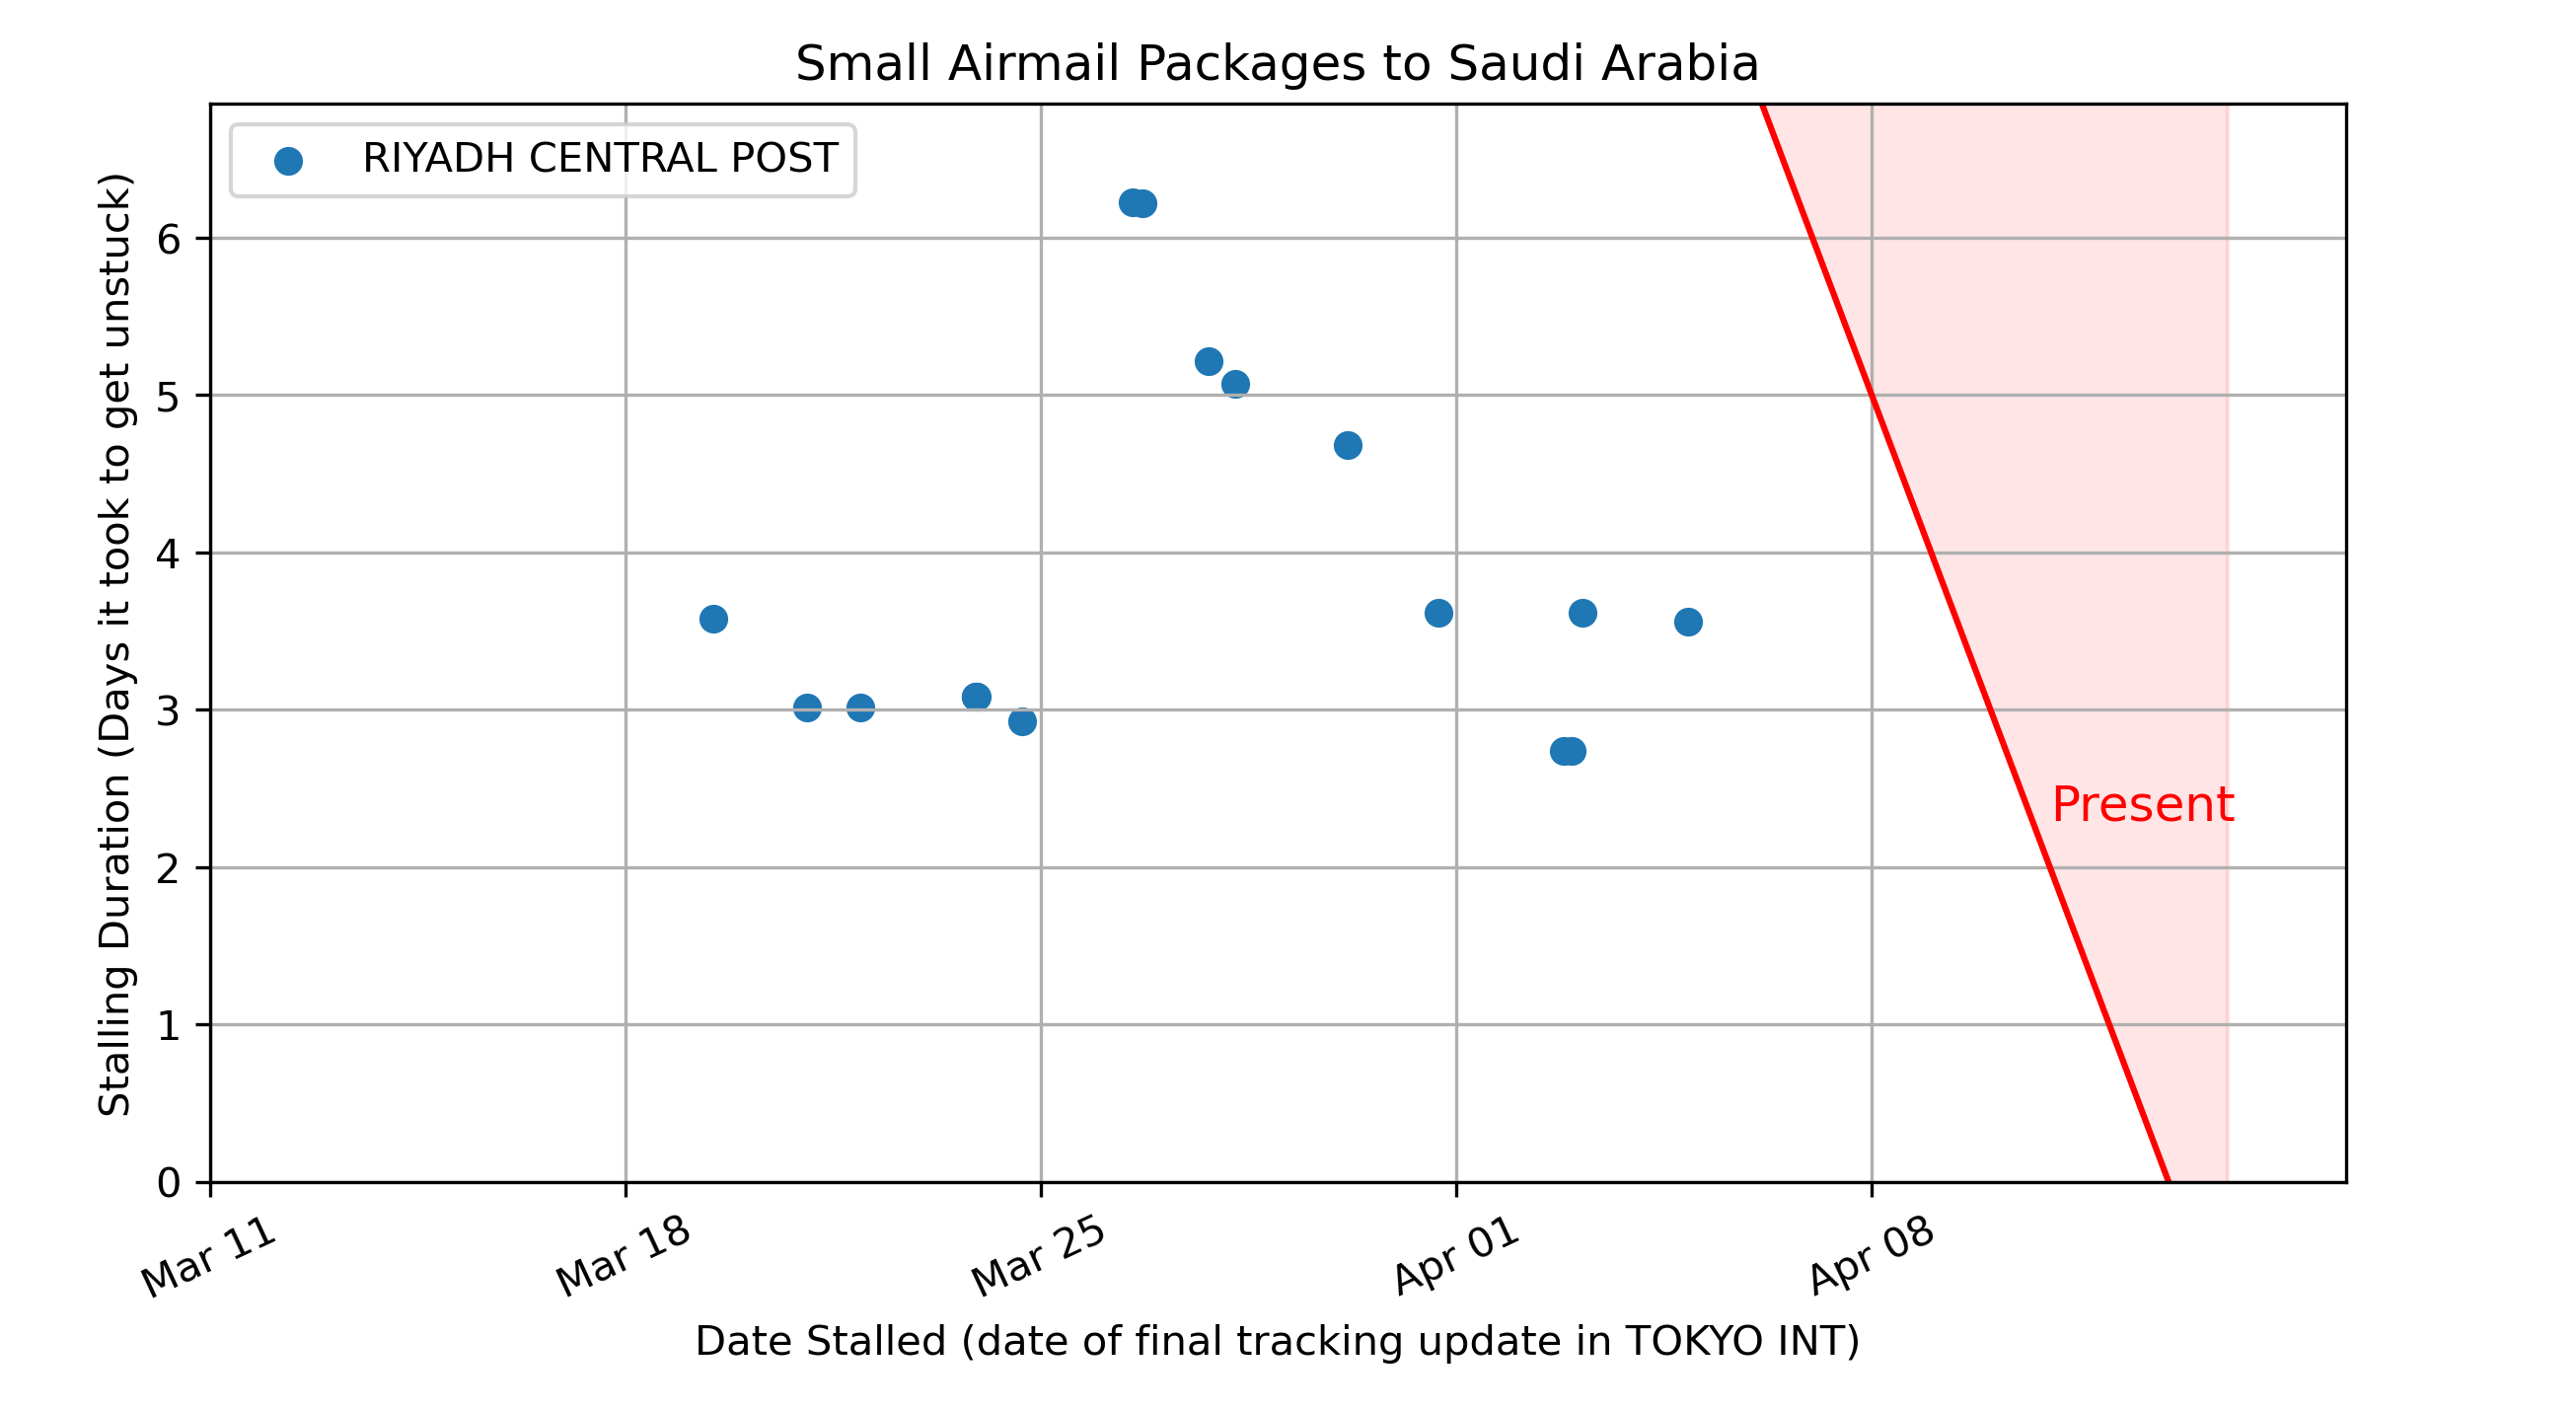 Small Airmail Packages to Saudi Arabia
RIYADH CENTRAL POST
Stalling Duration (Days it took to get unstuck)
6
5
4
3
2
1
0
Present
Mar 11
Mar 18
Mar 25
Apr 01
Apr 08
Date Stalled (date of final tracking update in TOKYO INT)